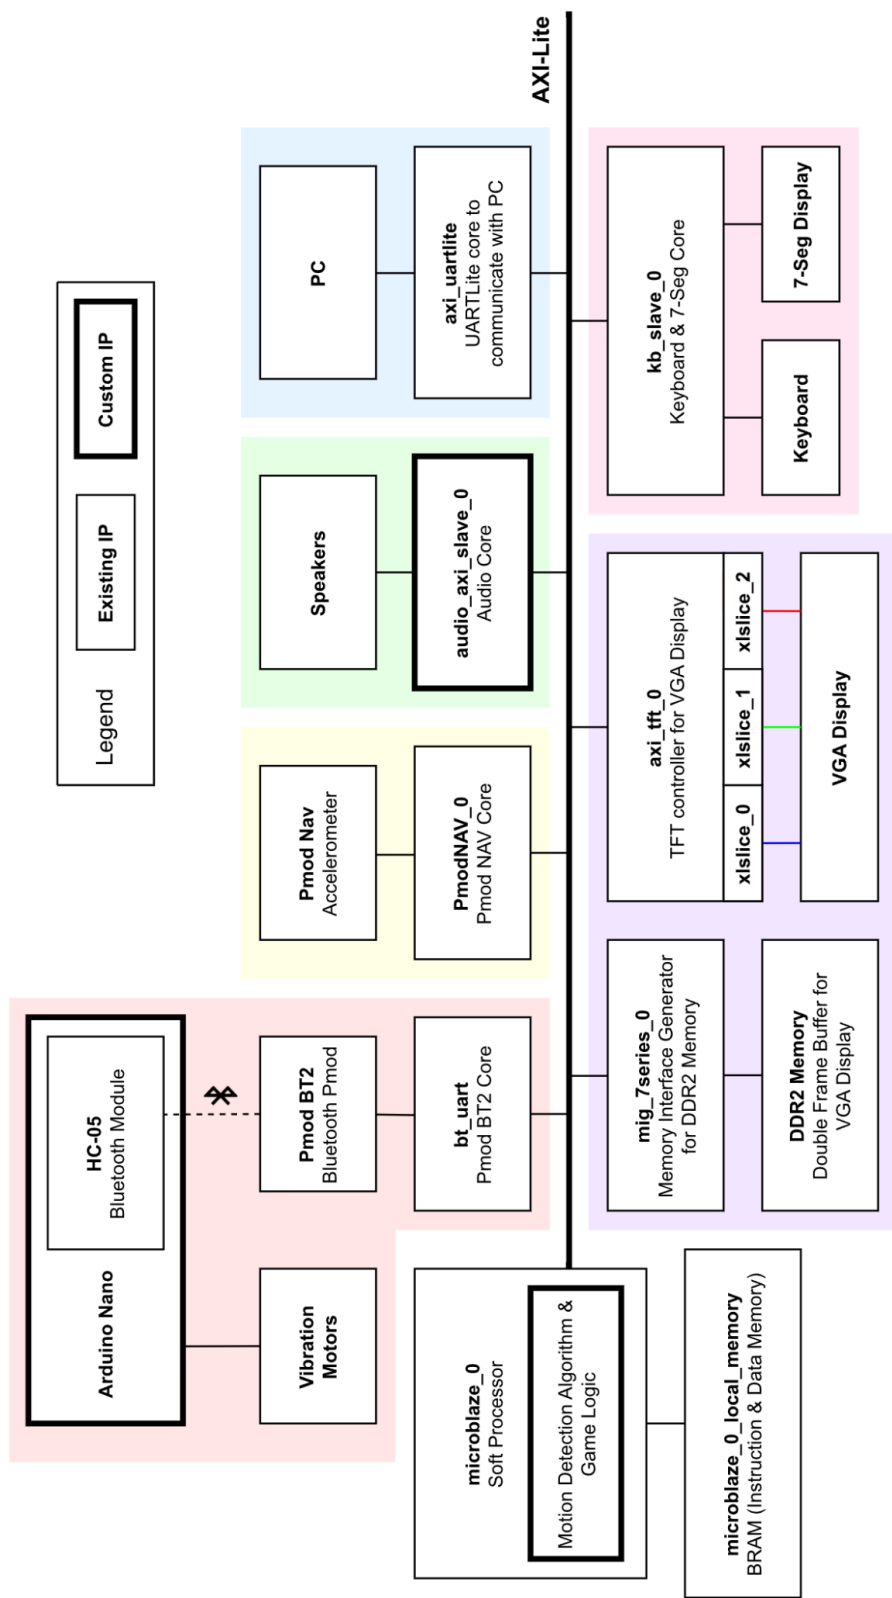 Legend
Existing IP
Custom IP
Arduino Nano
HC-05
Bluetooth Module
Vibration
Motors
Pmod BT2
Bluetooth Pmod
bt_uart
Pmod BT2 Core
Pmod Nav
Accelerometer
PmodNAV_0
Pmod NAV Core
Speakers
audio_axi_slave_0
Audio Core
PC
axi_uartlite
UARTLite core to
communicate with PC
AXI-Lite
microblaze_0
Soft Processor
Motion Detection Algorithm &
Game Logic
microblaze_0_local_memory
BRAM (Instruction & Data Memory)
mig_7series_0
Memory Interface Generator
for DDR2 Memory
DDR2 Memory
Double Frame Buffer for
VGA Display
axi_tft_0
TFT controller for VGA Display
xlslice_0
xlslice_1
xlslice_2
VGA Display
kb_slave_0
Keyboard & 7-Seg Core
Keyboard
7-Seg Display